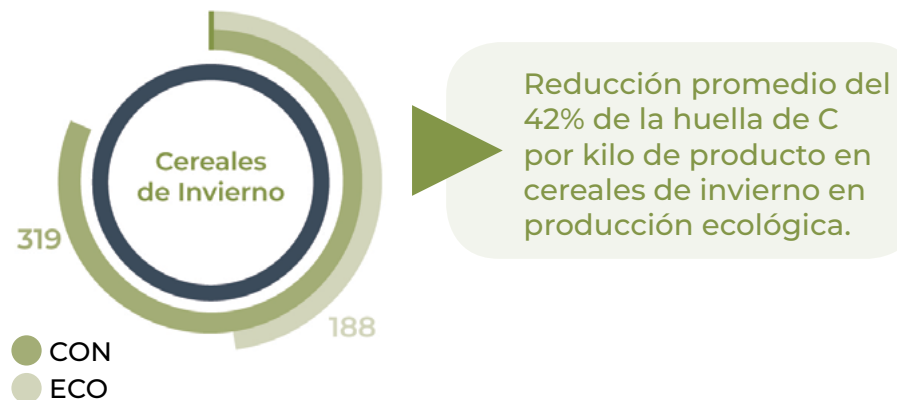 Cereales
de Invierno
319
188
CON
ECO
Reducción promedio del
42% de la huella de C
por kilo de producto en
cereales de invierno en
producción ecológica.